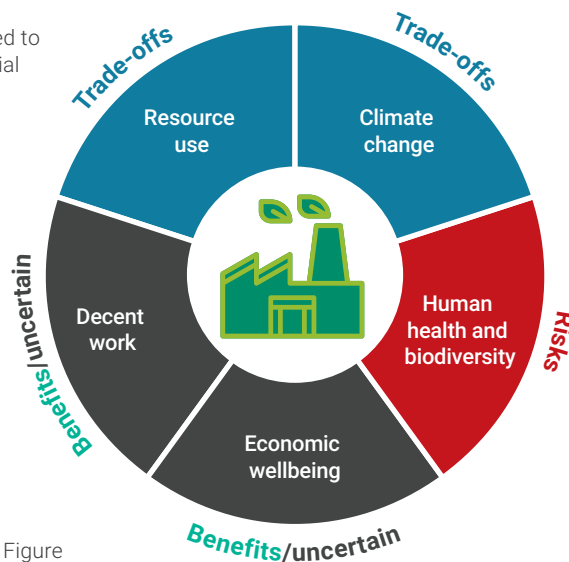 ed to
ial
Trade-offs
Trade-offs
Resource
use
Climate
change
Decent
work
Human
health and
biodiversity
Risks
Benefits/uncertain
Economic
wellbeing
Benefits/uncertain
Figure